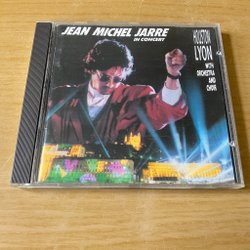 JEAN MICHEL JARRE
IN CONCERT
HOUSTON
LYON
WITH
ORCHESTRA
AND
CHOIR